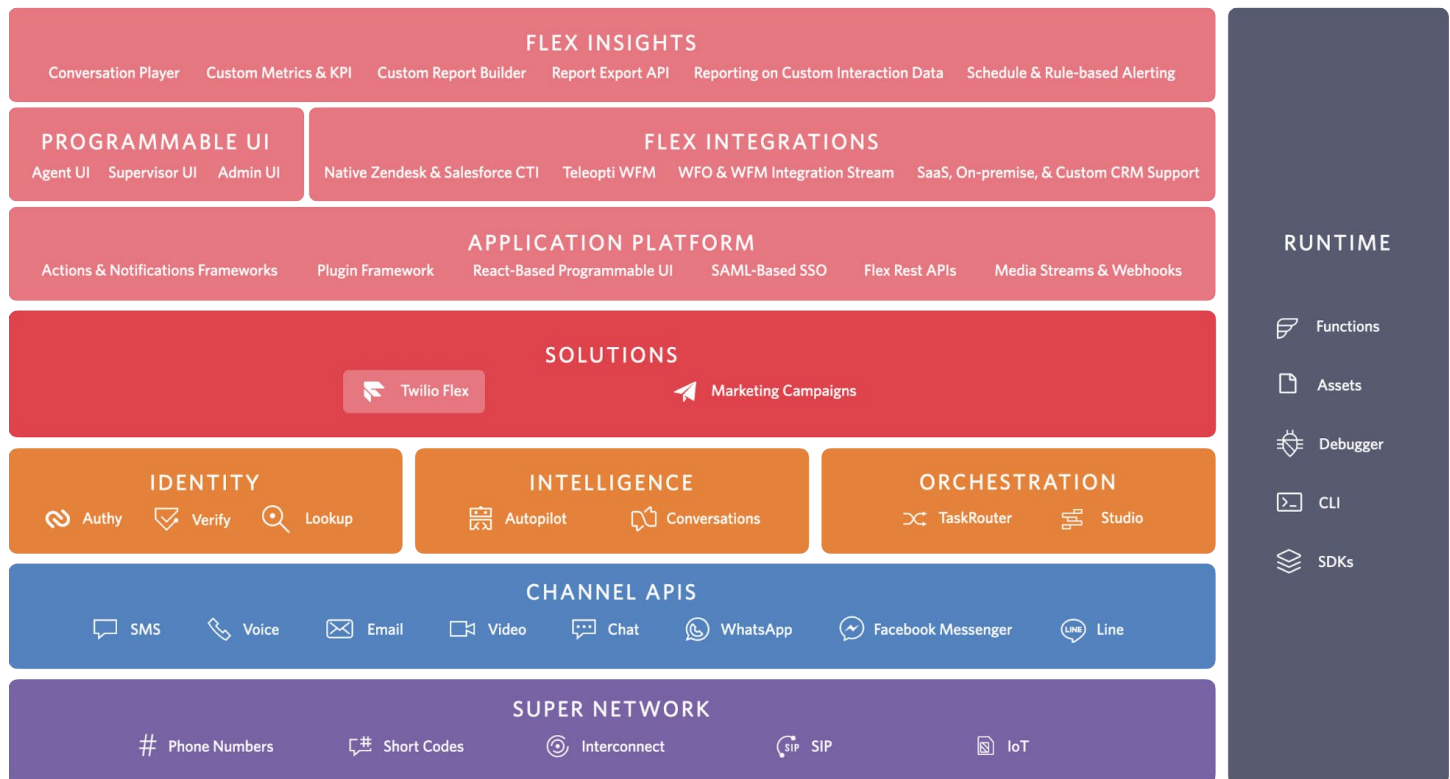 FLEX INSIGHTS
Conversation Player Custom Metrics & KPI Custom Report Builder Report Export API Reporting on Custom Interaction Data Schedule & Rule-based Alerting
PROGRAMMABLE UI
Agent UI Supervisor UI Admin UI
FLEX INTEGRATIONS
Native Zendesk & Salesforce CTI Teleopti WFM WFO & WFM Integration Stream SaaS, On-premise, & Custom CRM Support
APPLICATION PLATFORM
Actions & Notifications Frameworks Plugin Framework React-Based Programmable UI SAML-Based SSO Flex Rest APIs Media Streams & Webhooks
SOLUTIONS
Twilio Flex Marketing Campaigns
IDENTITY
Authy Verify Lookup
INTELLIGENCE
Autopilot Conversations
ORCHESTRATION
TaskRouter Studio
CHANNEL APIS
SMS Voice Email Video Chat WhatsApp Facebook Messenger LINE Line
SUPER NETWORK
# Phone Numbers # Short Codes Interconnect SIP SIP IoT
RUNTIME
Functions
Assets
Debugger
CLI
SDKs